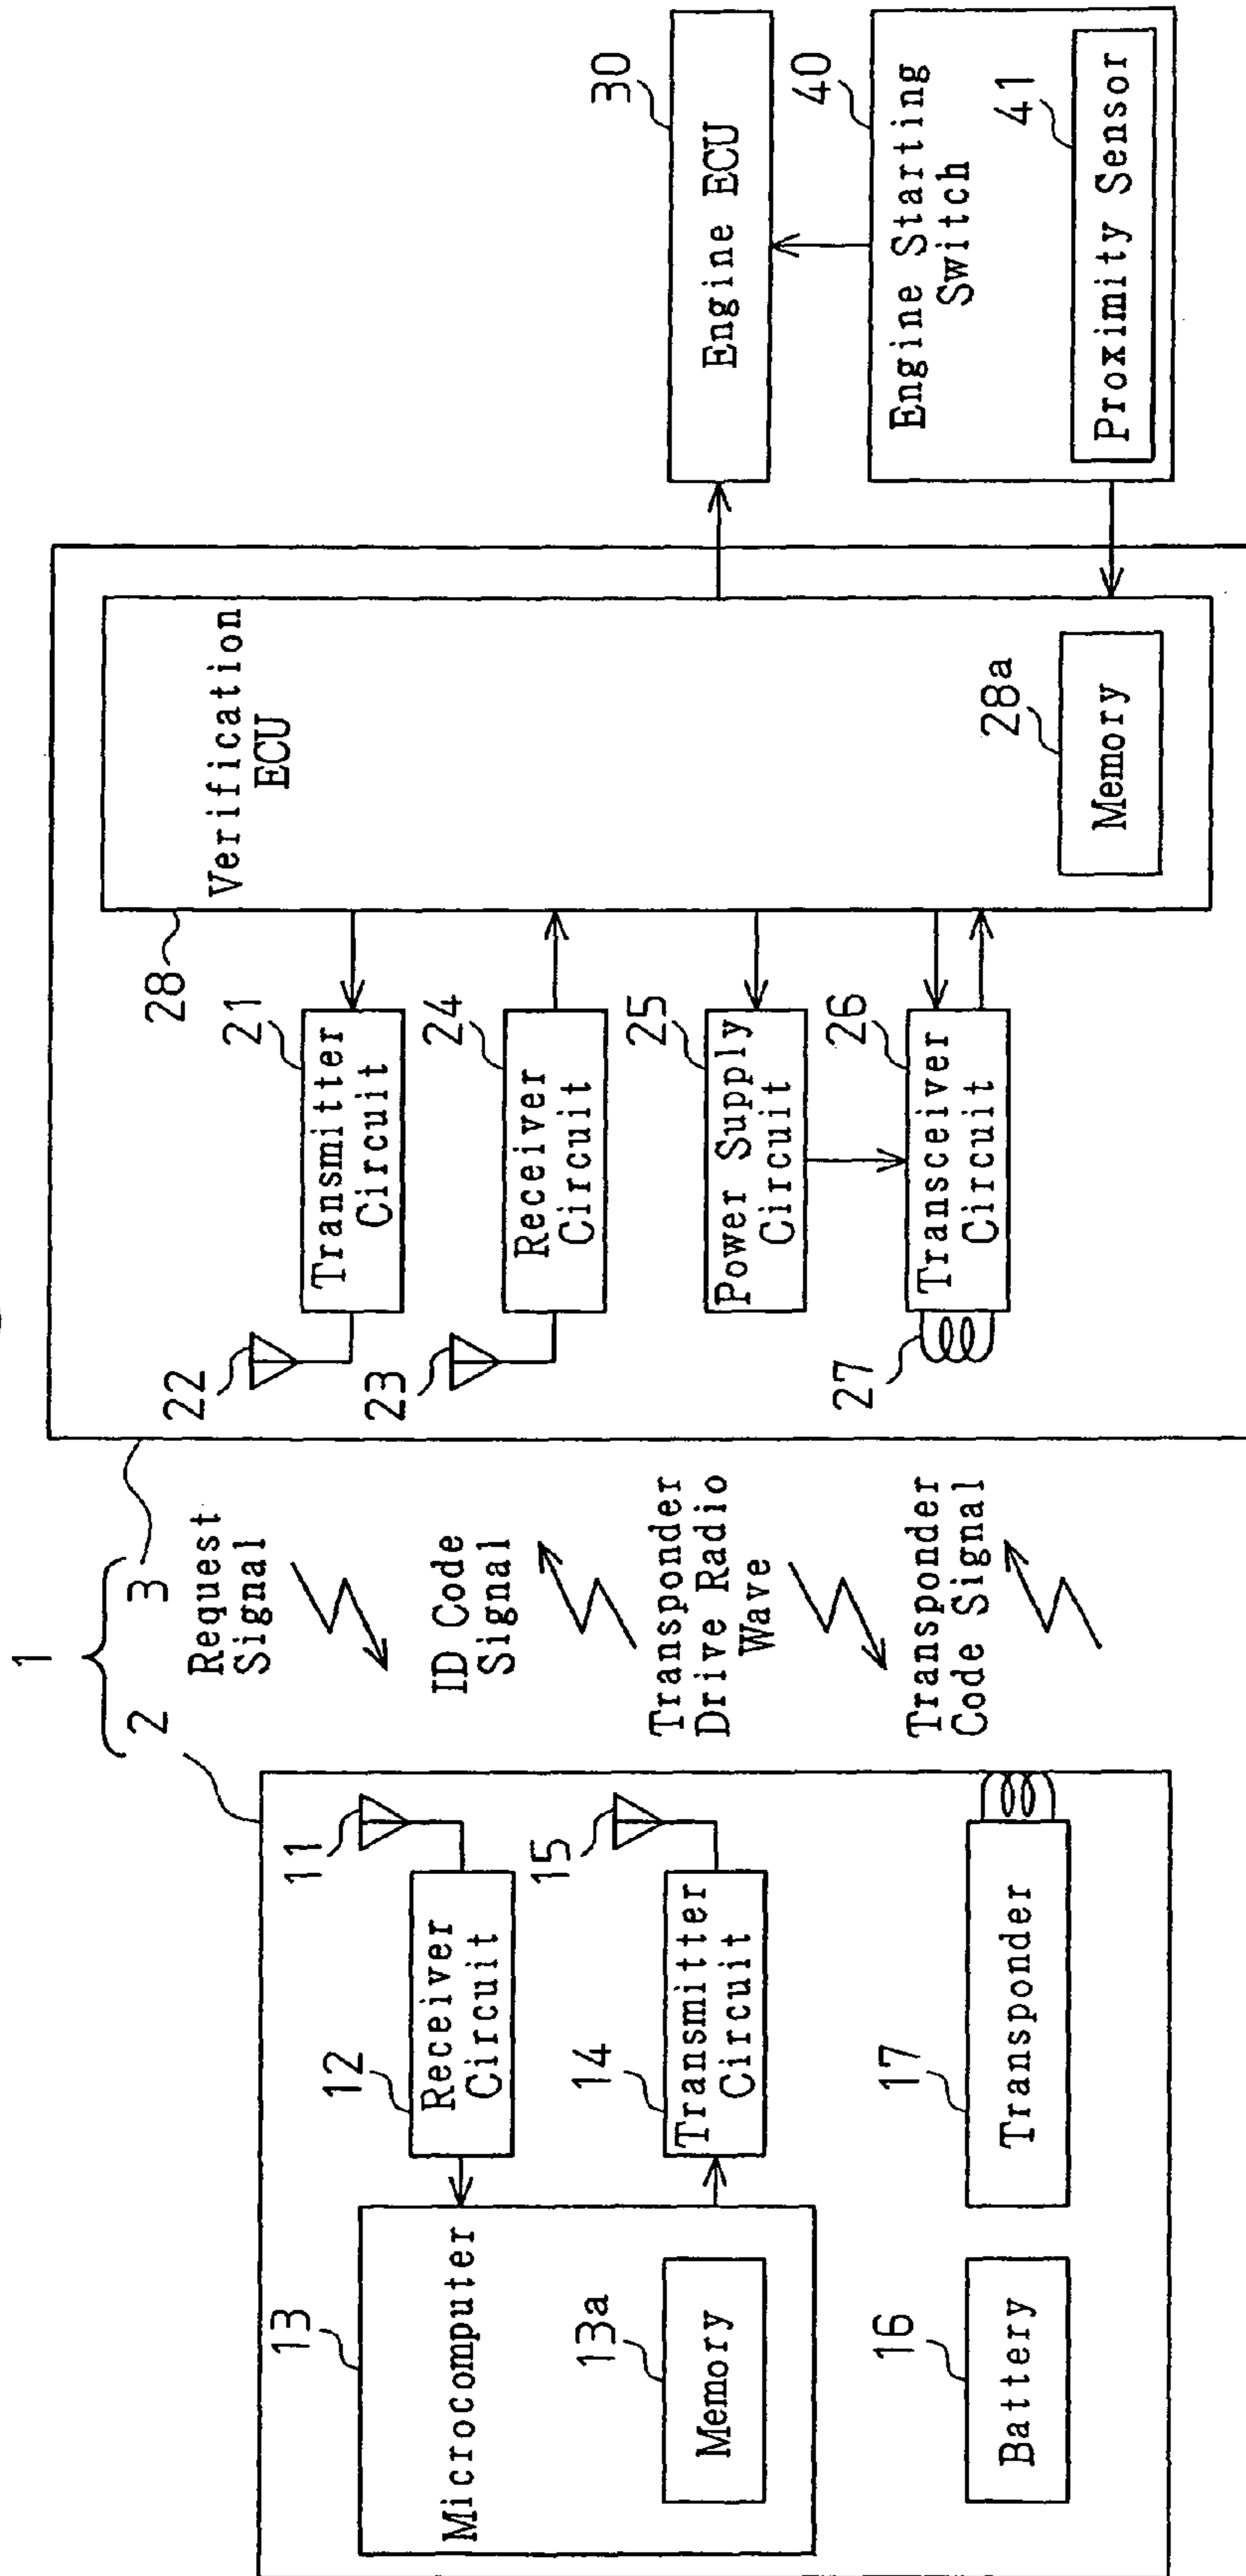 1
2
3
13
Microcomputer
13a
Memory
12
Receiver
Circuit
11
14
Transmitter
Circuit
15
16
Battery
17
Transponder
Request
Signal
ID Code
Signal
Transponder
Drive Radio
Wave
Transponder
Code Signal
22
21
Transmitter
Circuit
23
24
Receiver
Circuit
25
Power Supply
Circuit
27
26
Transceiver
Circuit
28
Verification
ECU
28a
Memory
30
Engine ECU
40
Engine Starting
Switch
41
Proximity Sensor